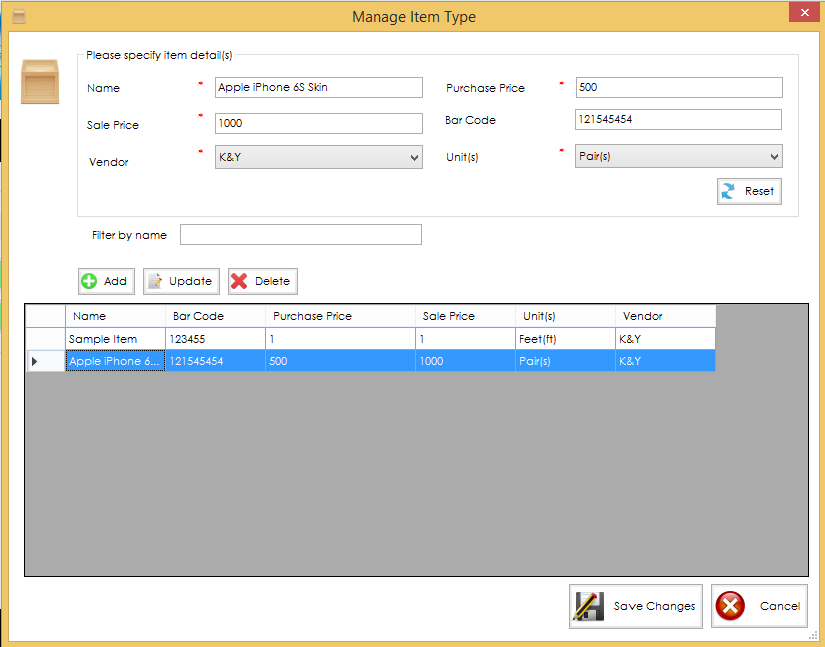 Manage Item Type
Please specify item detail(s)
Name * Apple iPhone 6S Skin Purchase Price * 500
Sale Price * 1000 Bar Code 121545454
Vendor * K&Y Unit(s) * Pair(s)
Reset
Filter by name
Add Update Delete
Name Bar Code Purchase Price Sale Price Unit(s) Vendor
Sample Item 123455 1 1 Feet(ft) K&Y
Apple iPhone 6... 121545454 500 1000 Pair(s) K&Y
Save Changes Cancel